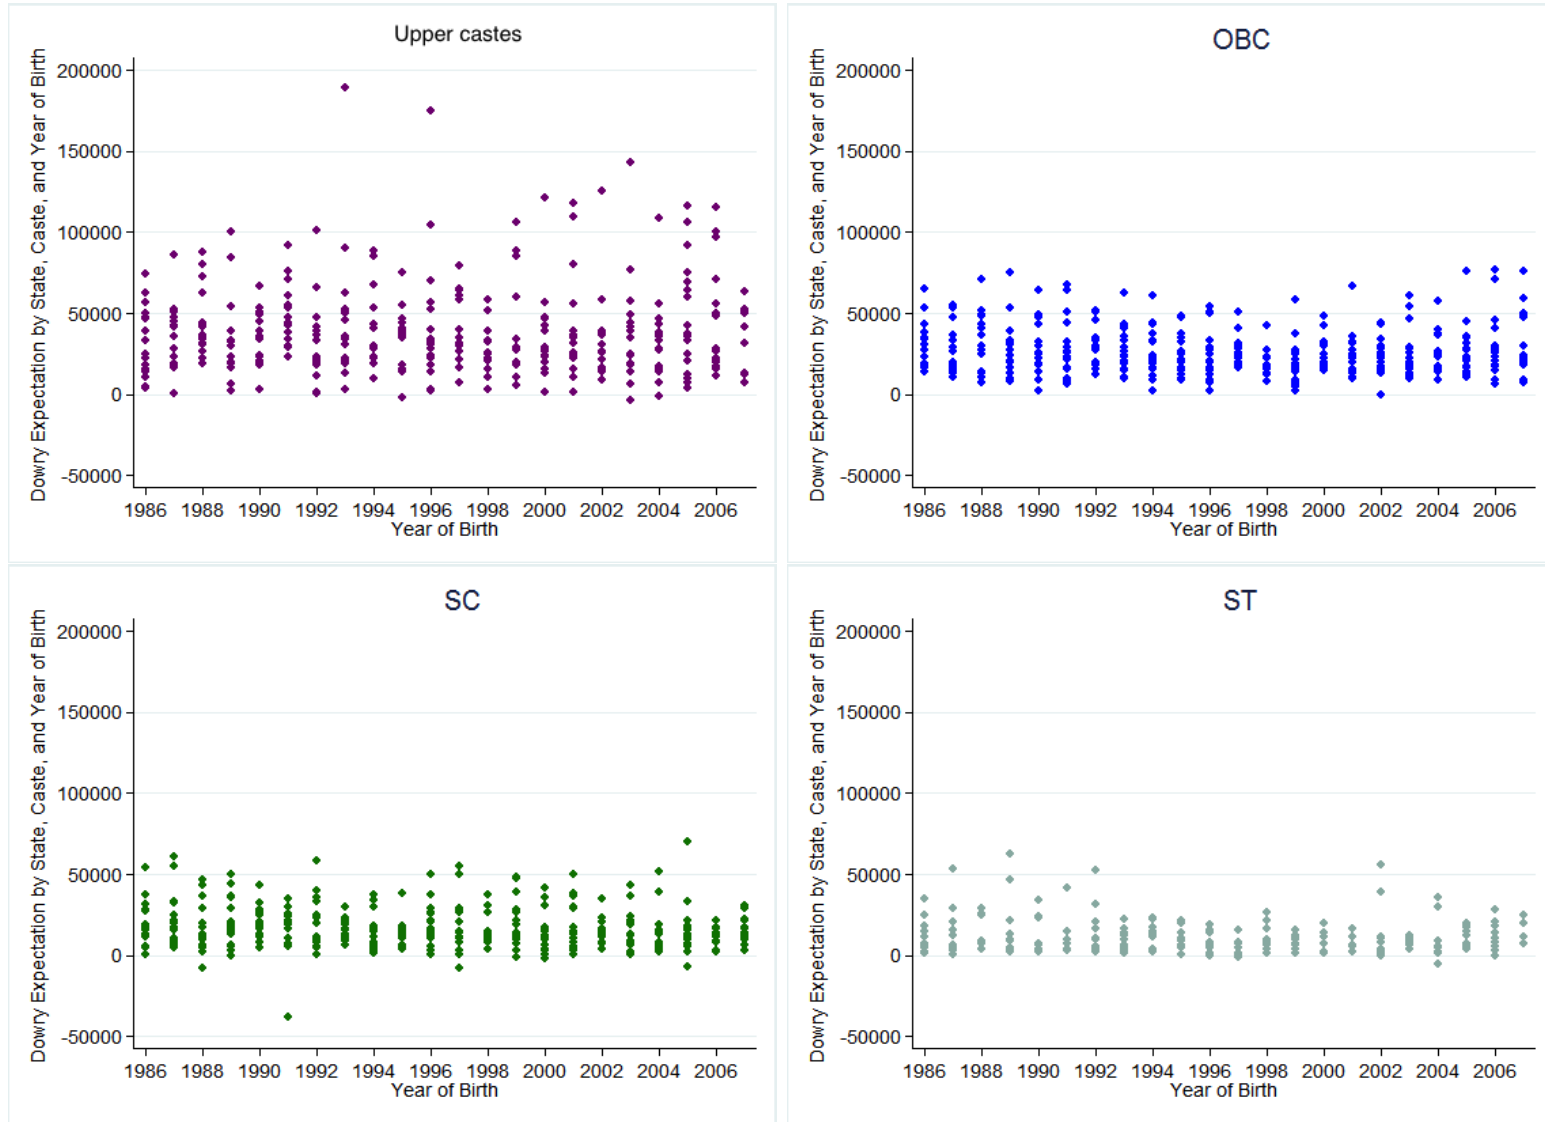 Upper castes
Dowry Expectation by State, Caste, and Year of Birth
200000
150000
100000
50000
0
-50000
1986 1988 1990 1992 1994 1996 1998 2000 2002 2004 2006
Year of Birth
OBC
Dowry Expectation by State, Caste, and Year of Birth
200000
150000
100000
50000
0
-50000
1986 1988 1990 1992 1994 1996 1998 2000 2002 2004 2006
Year of Birth
SC
Dowry Expectation by State, Caste, and Year of Birth
200000
150000
100000
50000
0
-50000
1986 1988 1990 1992 1994 1996 1998 2000 2002 2004 2006
Year of Birth
ST
Dowry Expectation by State, Caste, and Year of Birth
200000
150000
100000
50000
0
-50000
1986 1988 1990 1992 1994 1996 1998 2000 2002 2004 2006
Year of Birth